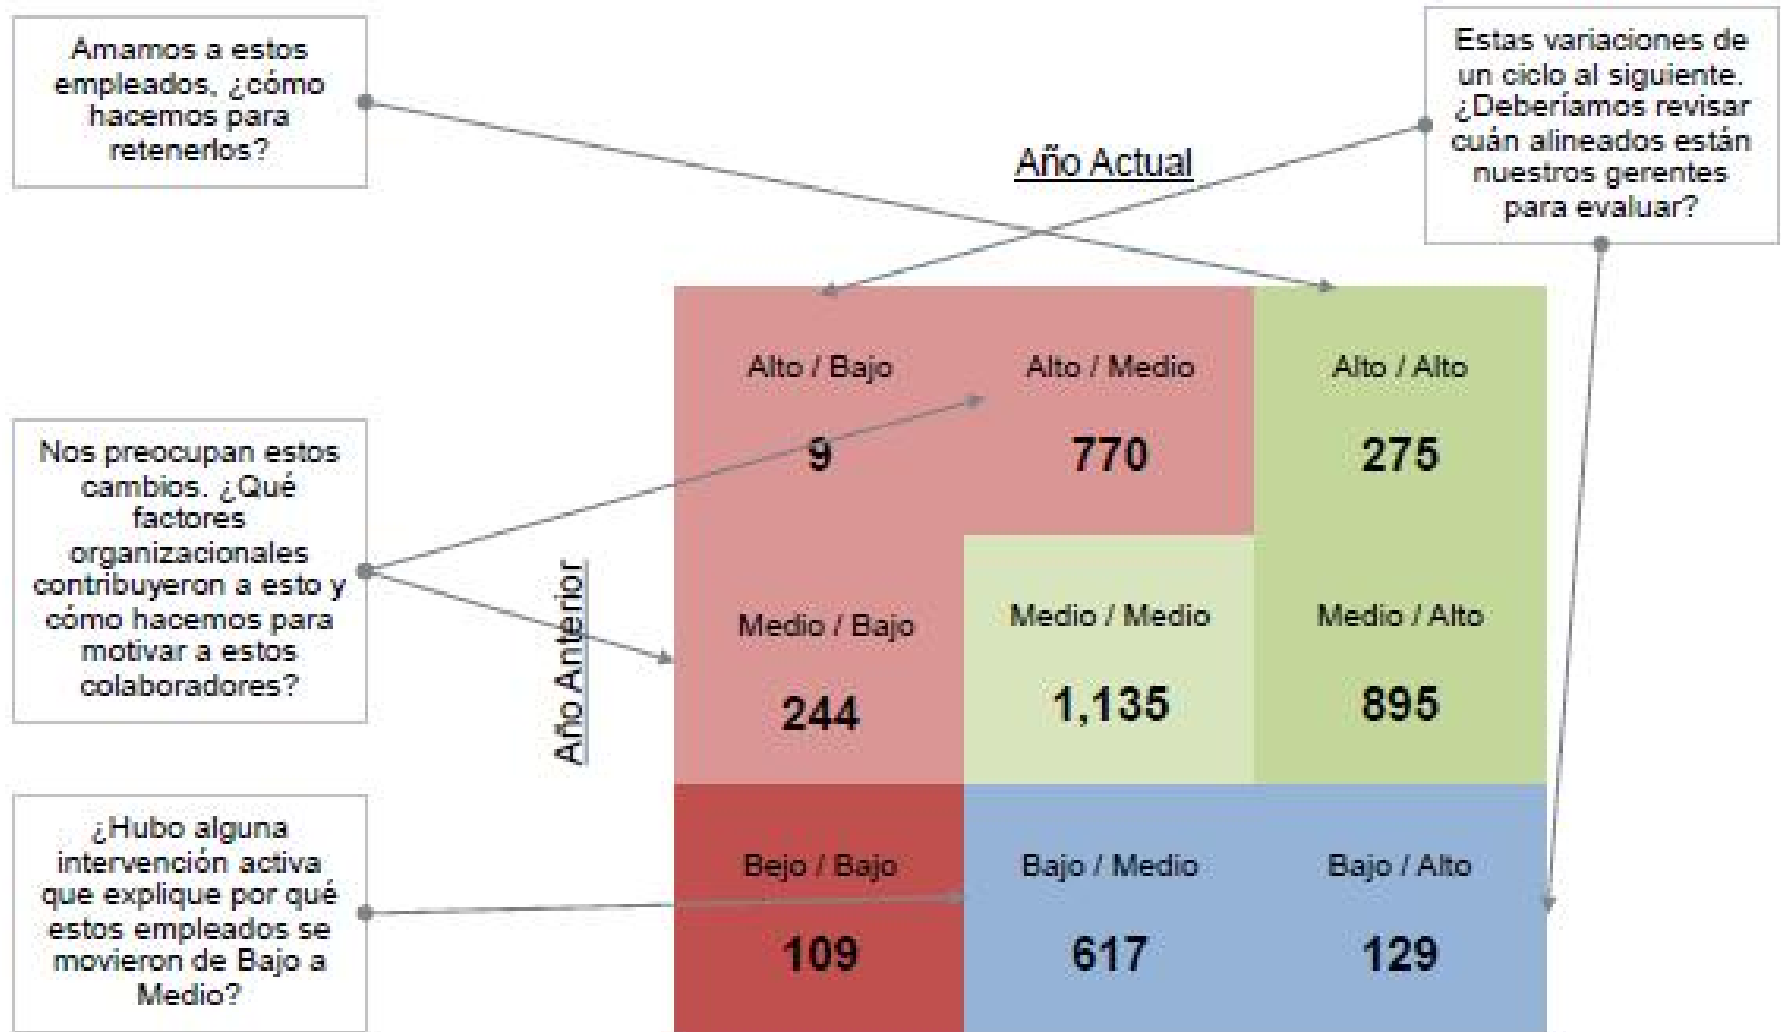 Amamos a estos
empleados, ¿cómo
hacemos para
retenerlos?
Estas variaciones de
un ciclo al siguiente.
¿Deberíamos revisar
cuán alineados están
nuestros gerentes
para evaluar?
Año Actual
Nos preocupan estos
cambios. ¿Qué
factores
organizacionales
contribuyeron a esto y
cómo hacemos para
motivar a estos
colaboradores?
Año Anterior
¿Hubo alguna
intervención activa
que explique por qué
estos empleados se
movieron de Bajo a
Medio?
Alto / Bajo
9
Alto / Medio
770
Alto / Alto
275
Medio / Bajo
244
Medio / Medio
1,135
Medio / Alto
895
Bejo / Bajo
109
Bajo / Medio
617
Bajo / Alto
129